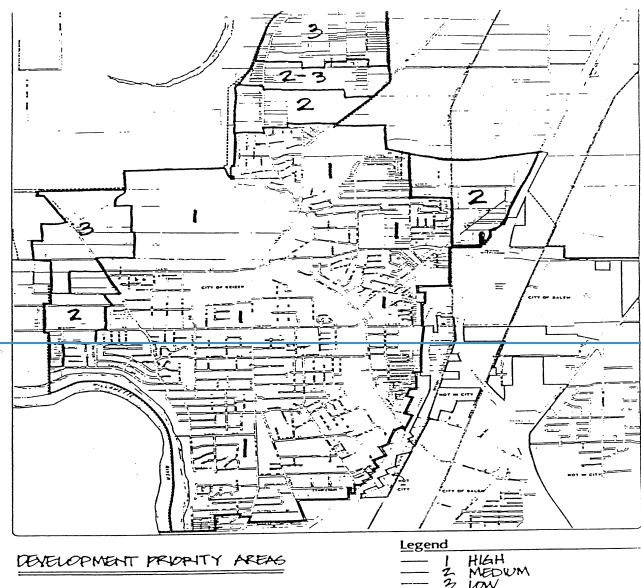 3
2-3
2
1
2
1
3
1
CITY OF KEIZER
1
CITY OF SALEM
2
1
NOT IN CITY
1
NOT IN CITY
CITY OF SALEM
CITY
DEVELOPMENT PRIORITY AREAS
Legend
1 HIGH
2 MEDIUM
3 LOW